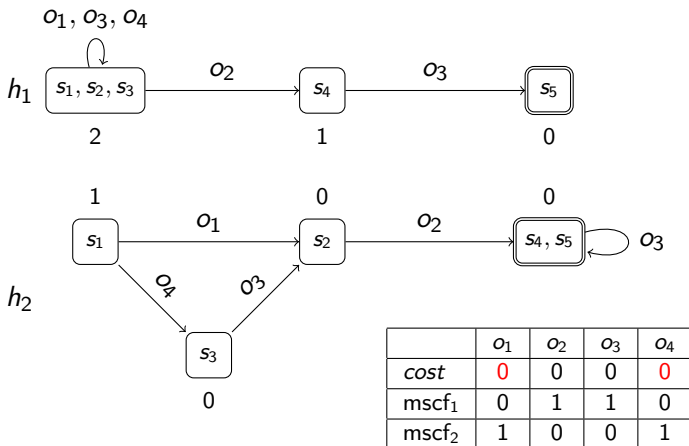 o₁, o₃, o₄
h₁ s₁, s₂, s₃ o₂ s₄ o₃ s₅
2 1 0
1 0 0
h₂ s₁ o₁ s₂ o₂ s₄, s₅ o₃
o₄ o₃
s₃
0
o₁ o₂ o₃ o₄
cost 0 0 0 0
mscf₁ 0 1 1 0
mscf₂ 1 0 0 1